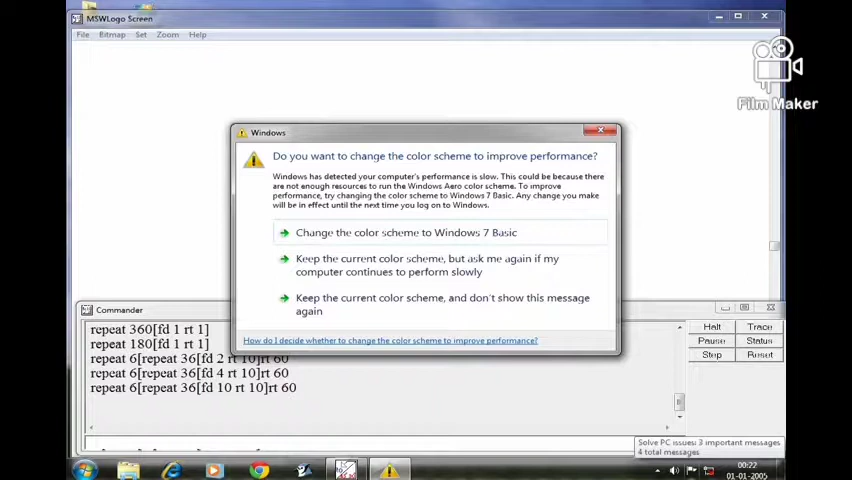 MSWLogo Screen
File Bitmap Set Zoom Help
Film Maker
Windows
Do you want to change the color scheme to improve performance?
Windows has detected your computer's performance is slow. This could be because there
are not enough resources to run the Windows Aero color scheme. To improve
performance, try changing the color scheme to Windows 7 Basic. Any change you make
will be in effect until the next time you log on to Windows.
Change the color scheme to Windows 7 Basic
Keep the current color scheme, but ask me again if my
computer continues to perform slowly
Keep the current color scheme, and don't show this message
again
How do I decide whether to change the color scheme to improve performance?
Commander
repeat 360[fd 1 rt 1]
repeat 180[fd 1 rt 1]
repeat 6[repeat 36[fd 2 rt 10]rt 60
repeat 6[repeat 36[fd 4 rt 10]rt 60
repeat 6[repeat 36[fd 10 rt 10]rt 60
Halt Trace
Pause Status
Step Reset
Solve PC issues: 3 important messages
4 total messages
00:22
01-01-2005